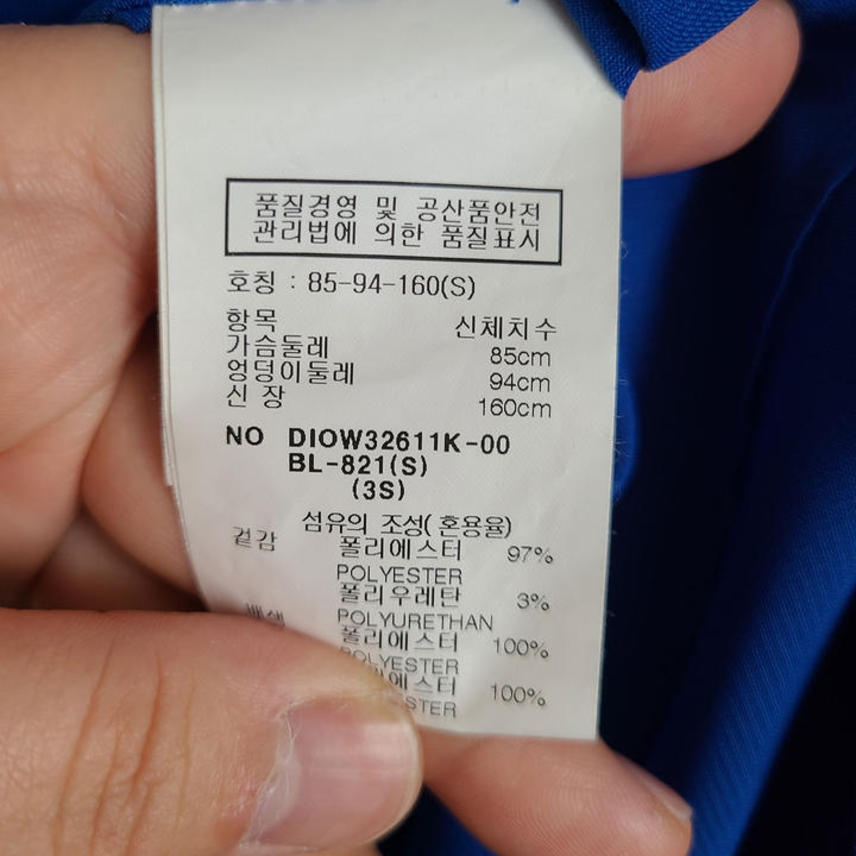 품질경영 및 공산품안전
관리법에 의한 품질표시
호칭 : 85-94-160(S)
항목 신체치수
가슴둘레 85cm
엉덩이둘레 94cm
신 장 160cm
NO DIOW32611K-00
BL-821(S)
(3S)
섬유의 조성(혼용율)
겉감 폴리에스터 97%
POLYESTER
폴리우레탄 3%
POLYURETHAN
폴리에스터 100%
POLYESTER
100%